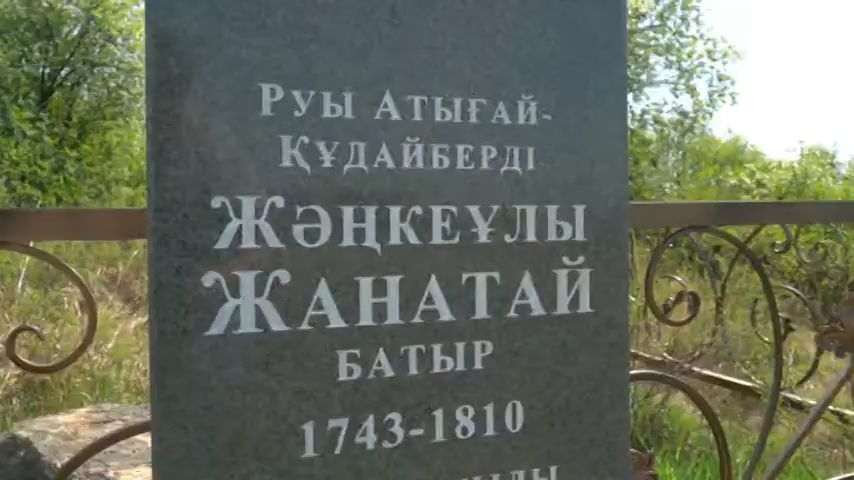 Руы Атығай-
Құдайберді
Жәңкеұлы
Жанатай
батыр
1743-1810